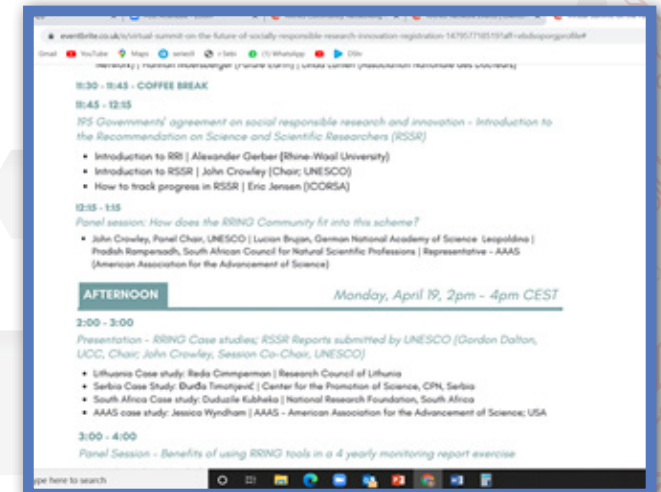 eventbrite.co.uk/e/virtual-summit-on-the-future-of-socially-responsible-research-innovation-registration-
Gmail YouTube Maps (1) WhatsApp DStv
11:30 - 11:45 - COFFEE BREAK
11:45 - 12:15
195 Governments' agreement on social responsible research and innovation - Introduction to
the Recommendation on Science and Scientific Researchers (RSSR)
• Introduction to RRI | Alexander Gerber (Rhine-Waal University)
• Introduction to RSSR | John Crowley (Chair; UNESCO)
• How to track progress in RSSR | Eric Jensen (ICORSA)
12:15 - 1:15
Panel session: How does the RRING Community fit into this scheme?
• John Crowley, Panel Chair, UNESCO | Lucian Brujan, German National Academy of Science Leopoldina |
Pradish Rampersadh, South African Council for Natural Scientific Professions | Representative - AAAS
(American Association for the Advancement of Science)
AFTERNOON Monday, April 19, 2pm - 4pm CEST
2:00 - 3:00
Presentation - RRING Case studies; RSSR Reports submitted by UNESCO (Gordon Dalton,
UCC, Chair; John Crowley, Session Co-Chair, UNESCO)
• Lithuania Case study: Reda Cimmperman | Research Council of Lithunia
• Serbia Case Study: Đurđa Timotijević | Center for the Promotion of Science, CPN, Serbia
• South Africa Case Study: Duduzile Kubheka | National Research Foundation, South Africa
• AAAS case study: Jessica Wyndham | AAAS - American Association for the Advancement of Science; USA
3:00 - 4:00
Panel Session - Benefits of using RRING tools in a 4 yearly monitoring report exercise
ype here to search